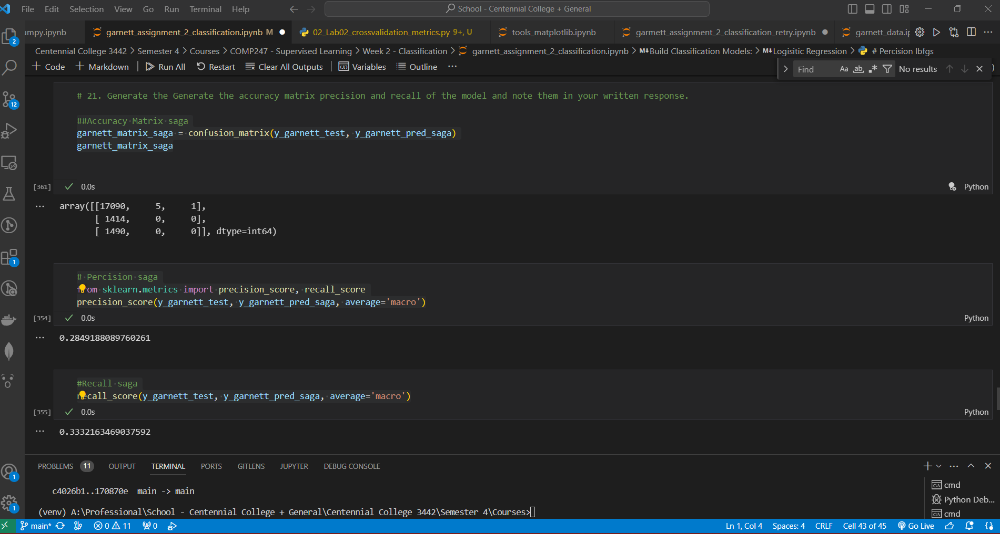 File Edit Selection View Go Run Terminal Help
School - Centennial College + General
umpy.ipynb
garnett_assignment_2_classification.ipynb M
02_Lab02_crossvalidation_metrics.py 9+, U
tools_matplotlib.ipynb
garmett_assignment_2_classification_retry.ipynb
garnett_data.ip
Centennial College 3442 > Semester 4 > Courses > COMP247 - Supervised Learning > Week 2 - Classification > garnett_assignment_2_classification.ipynb > M↓Build Classification Models: > M↓Logisitic Regression > # Percision lbfgs
+ Code + Markdown | Run All Restart Clear All Outputs | Variables Outline ...
Find Aa ab .* No results
# 21. Generate the Generate the accuracy matrix precision and recall of the model and note them in your written response.
##Accuracy Matrix saga
garnett_matrix_saga = confusion_matrix(y_garnett_test, y_garnett_pred_saga)
garnett_matrix_saga
[361] 0.0s Python
array([[17090, 5, 1],
[ 1414, 0, 0],
[ 1490, 0, 0]], dtype=int64)
# Percision saga
from sklearn.metrics import precision_score, recall_score
precision_score(y_garnett_test, y_garnett_pred_saga, average='macro')
[354] 0.0s Python
0.2849188089760261
#Recall saga
recall_score(y_garnett_test, y_garnett_pred_saga, average='macro')
[355] 0.0s Python
0.3332163469037592
PROBLEMS 11 OUTPUT TERMINAL PORTS GITLENS JUPYTER DEBUG CONSOLE
c4026b1..170870e main -> main
(venv) A:\Professional\School - Centennial College + General\Centennial College 3442\Semester 4\Courses>
cmd
Python Deb...
cmd
2
12
1
1
1
main* 0 11 0 Ln 1, Col 4 Spaces: 4 CRLF Cell 43 of 45 Go Live